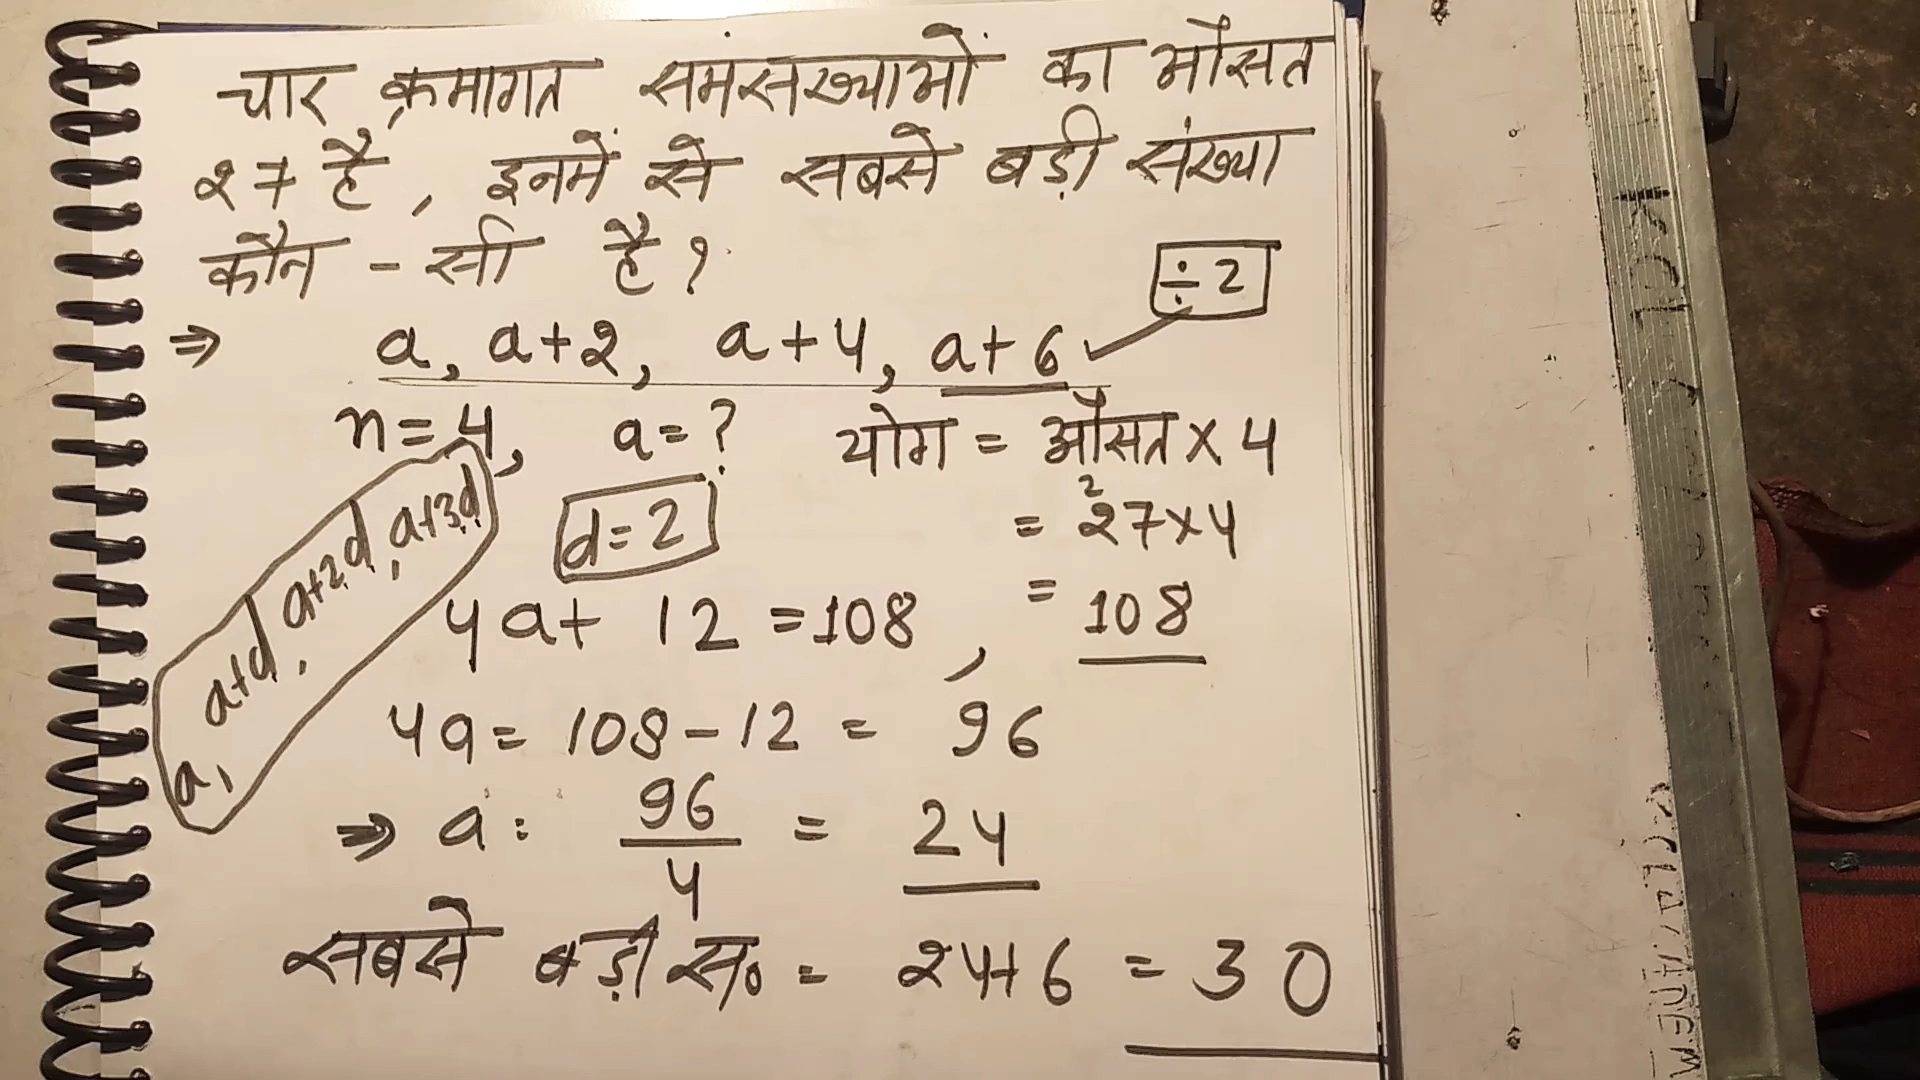 चार क्रमागत समसंख्याओं का औसत
27 है, इनमें से सबसे बड़ी संख्या
कौन - सी है?
÷2
⇒ a, a+2, a+4, a+6 ✓
n=4, a=? योग = औसत × 4
a, a+d, a+2d, a+3d
d=2
= 27×4
2
4a+ 12 =108 ,
= 108
4a= 108-12 = 96
⇒ a: 96/4 = 24
सबसे बड़ी सं० = 24+6 = 30